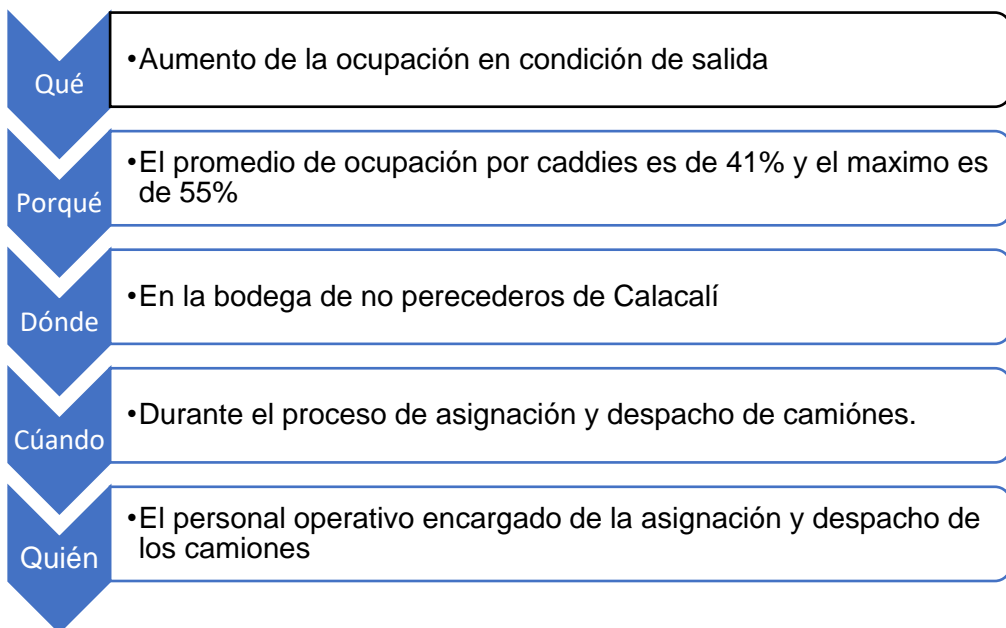 Qué
•Aumento de la ocupación en condición de salida
Porqué
•El promedio de ocupación por caddies es de 41% y el maximo es
de 55%
Dónde
•En la bodega de no perecederos de Calacalí
Cúando
•Durante el proceso de asignación y despacho de camiónes.
Quién
•El personal operativo encargado de la asignación y despacho de
los camiones